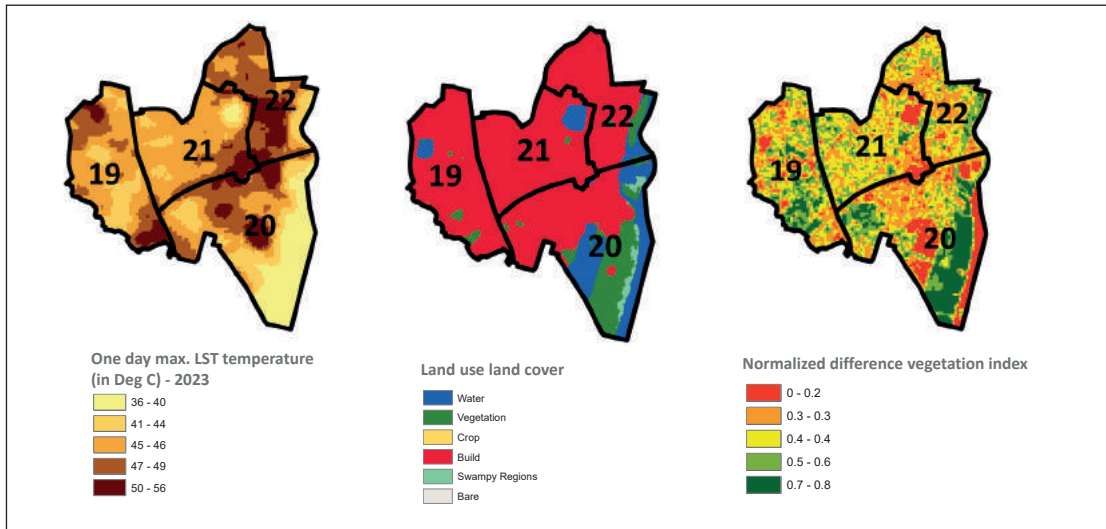 22
21
19
20
22
21
19
20
22
21
19
20
One day max. LST temperature
(in Deg C) - 2023
36 - 40
41 - 44
45 - 46
47 - 49
50 - 56
Land use land cover
Water
Vegetation
Crop
Build
Swampy Regions
Bare
Normalized difference vegetation index
0 - 0.2
0.3 - 0.3
0.4 - 0.4
0.5 - 0.6
0.7 - 0.8